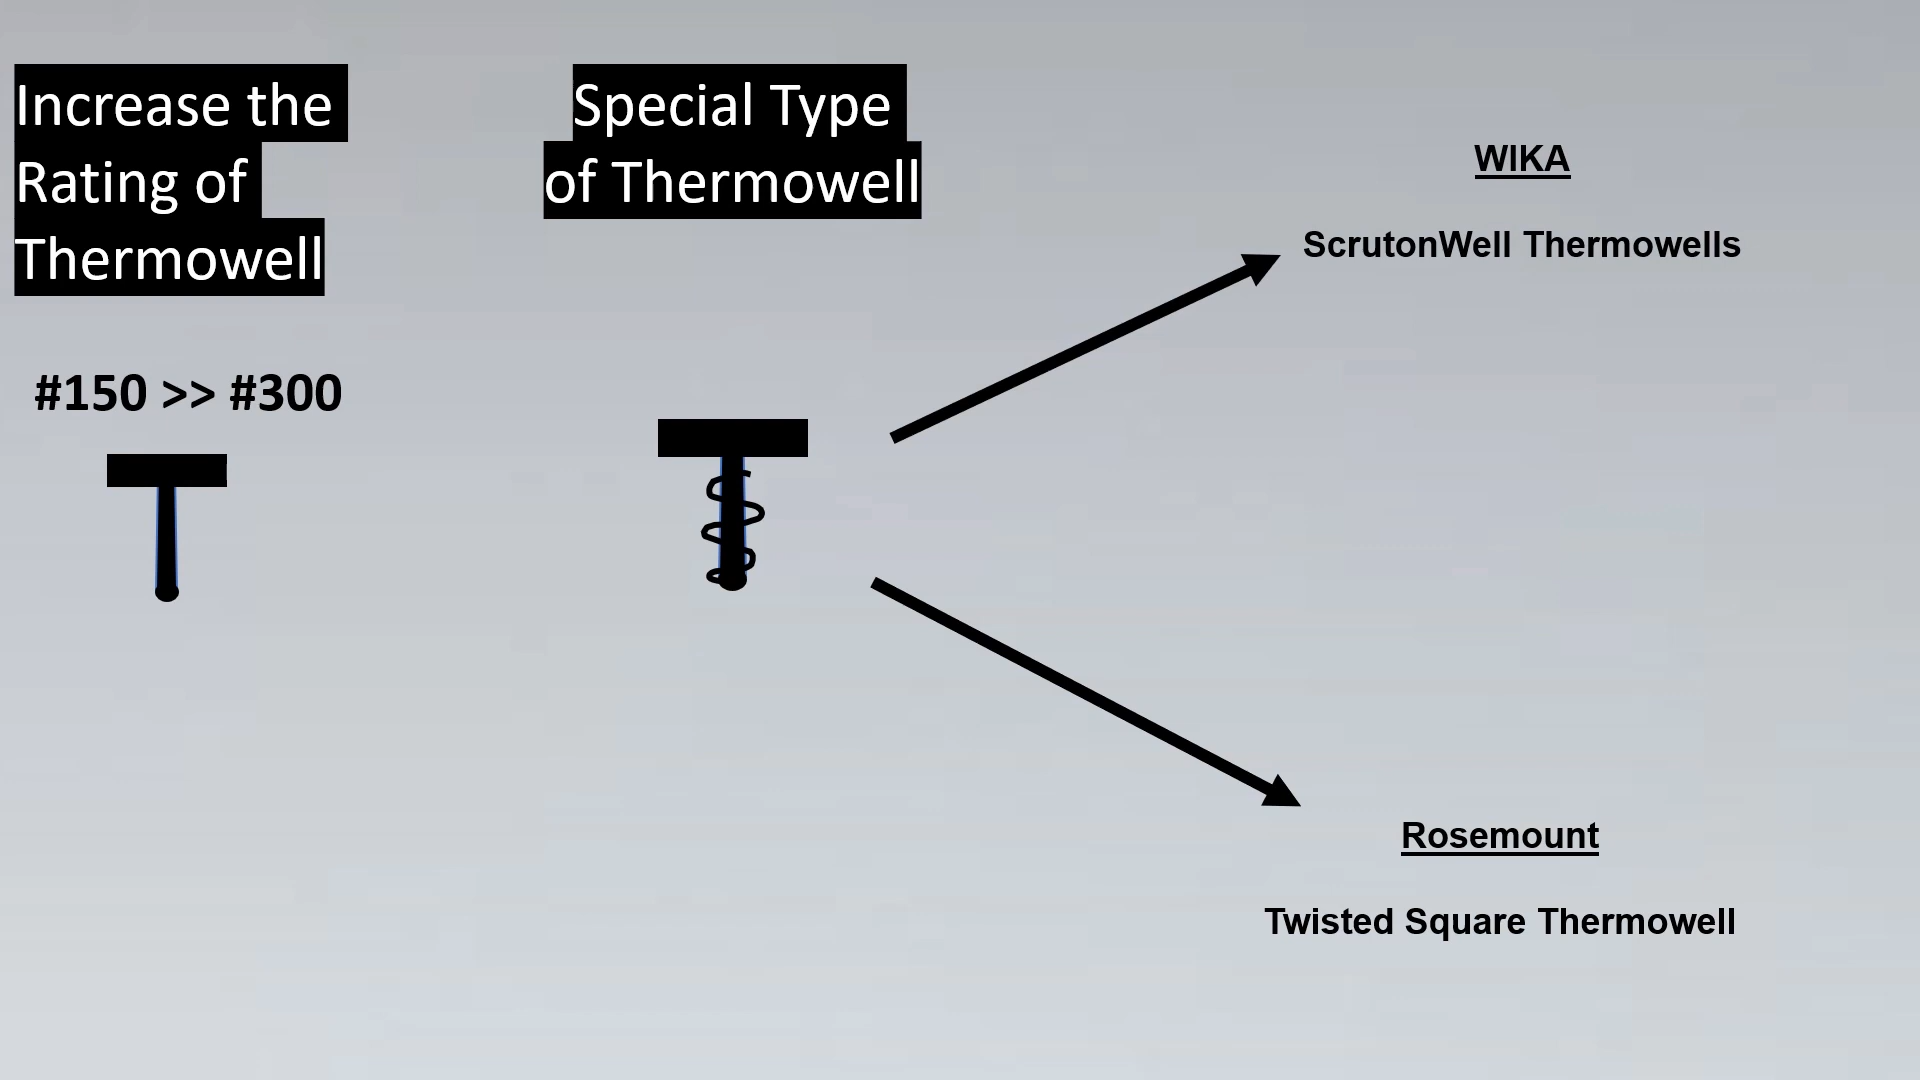 Increase the
Rating of
Thermowell
#150 >> #300
Special Type
of Thermowell
WIKA
ScrutonWell Thermowells
Rosemount
Twisted Square Thermowell